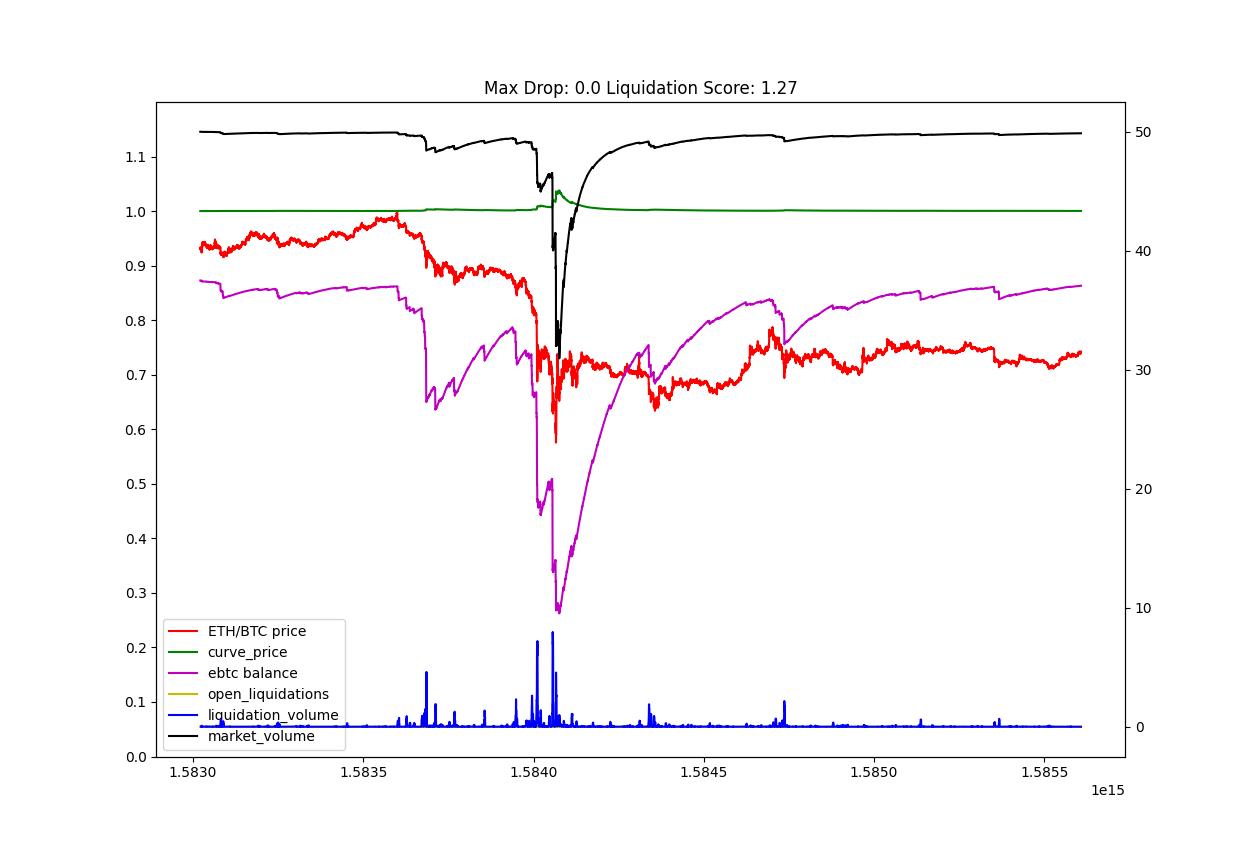 Max Drop: 0.0 Liquidation Score: 1.27
1.1
1.0
0.9
0.8
0.7
0.6
0.5
0.4
0.3
0.2
0.1
0.0
50
40
30
20
10
0
ETH/BTC price
curve_price
ebtc balance
open_liquidations
liquidation_volume
market_volume
1.5830 1.5835 1.5840 1.5845 1.5850 1.5855
1e15